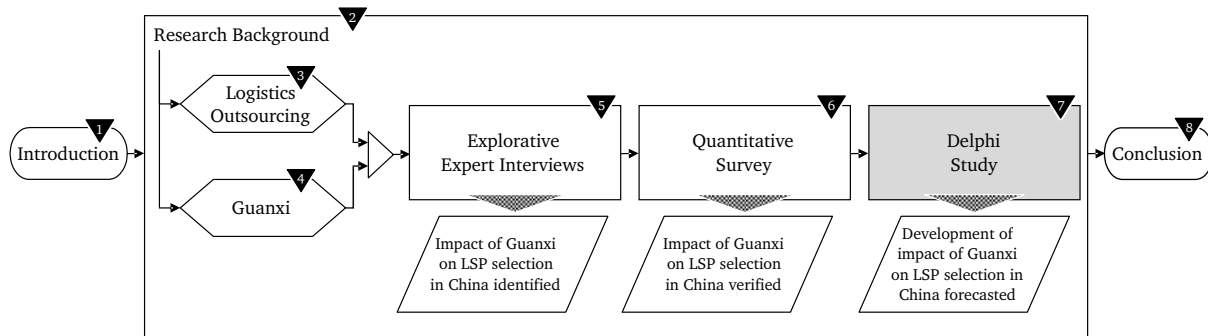 2
Research Background
3
Logistics
Outsourcing
4
Guanxi
1
Introduction
5
Explorative
Expert Interviews
6
Quantitative
Survey
7
Delphi
Study
8
Conclusion
Impact of Guanxi
on LSP selection
in China identified
Impact of Guanxi
on LSP selection
in China verified
Development of
impact of Guanxi
on LSP selection in
China forecasted